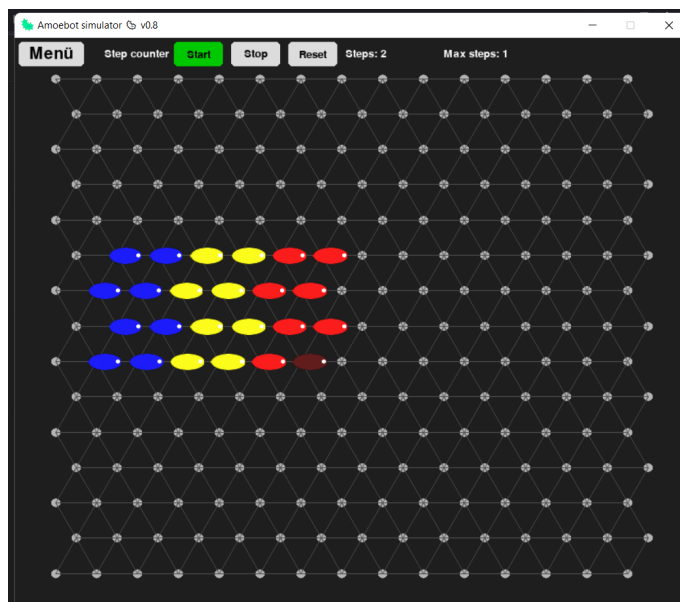 Amoebot simulator v0.8
Menü Step counter Start Stop Reset Steps: 2 Max steps: 1